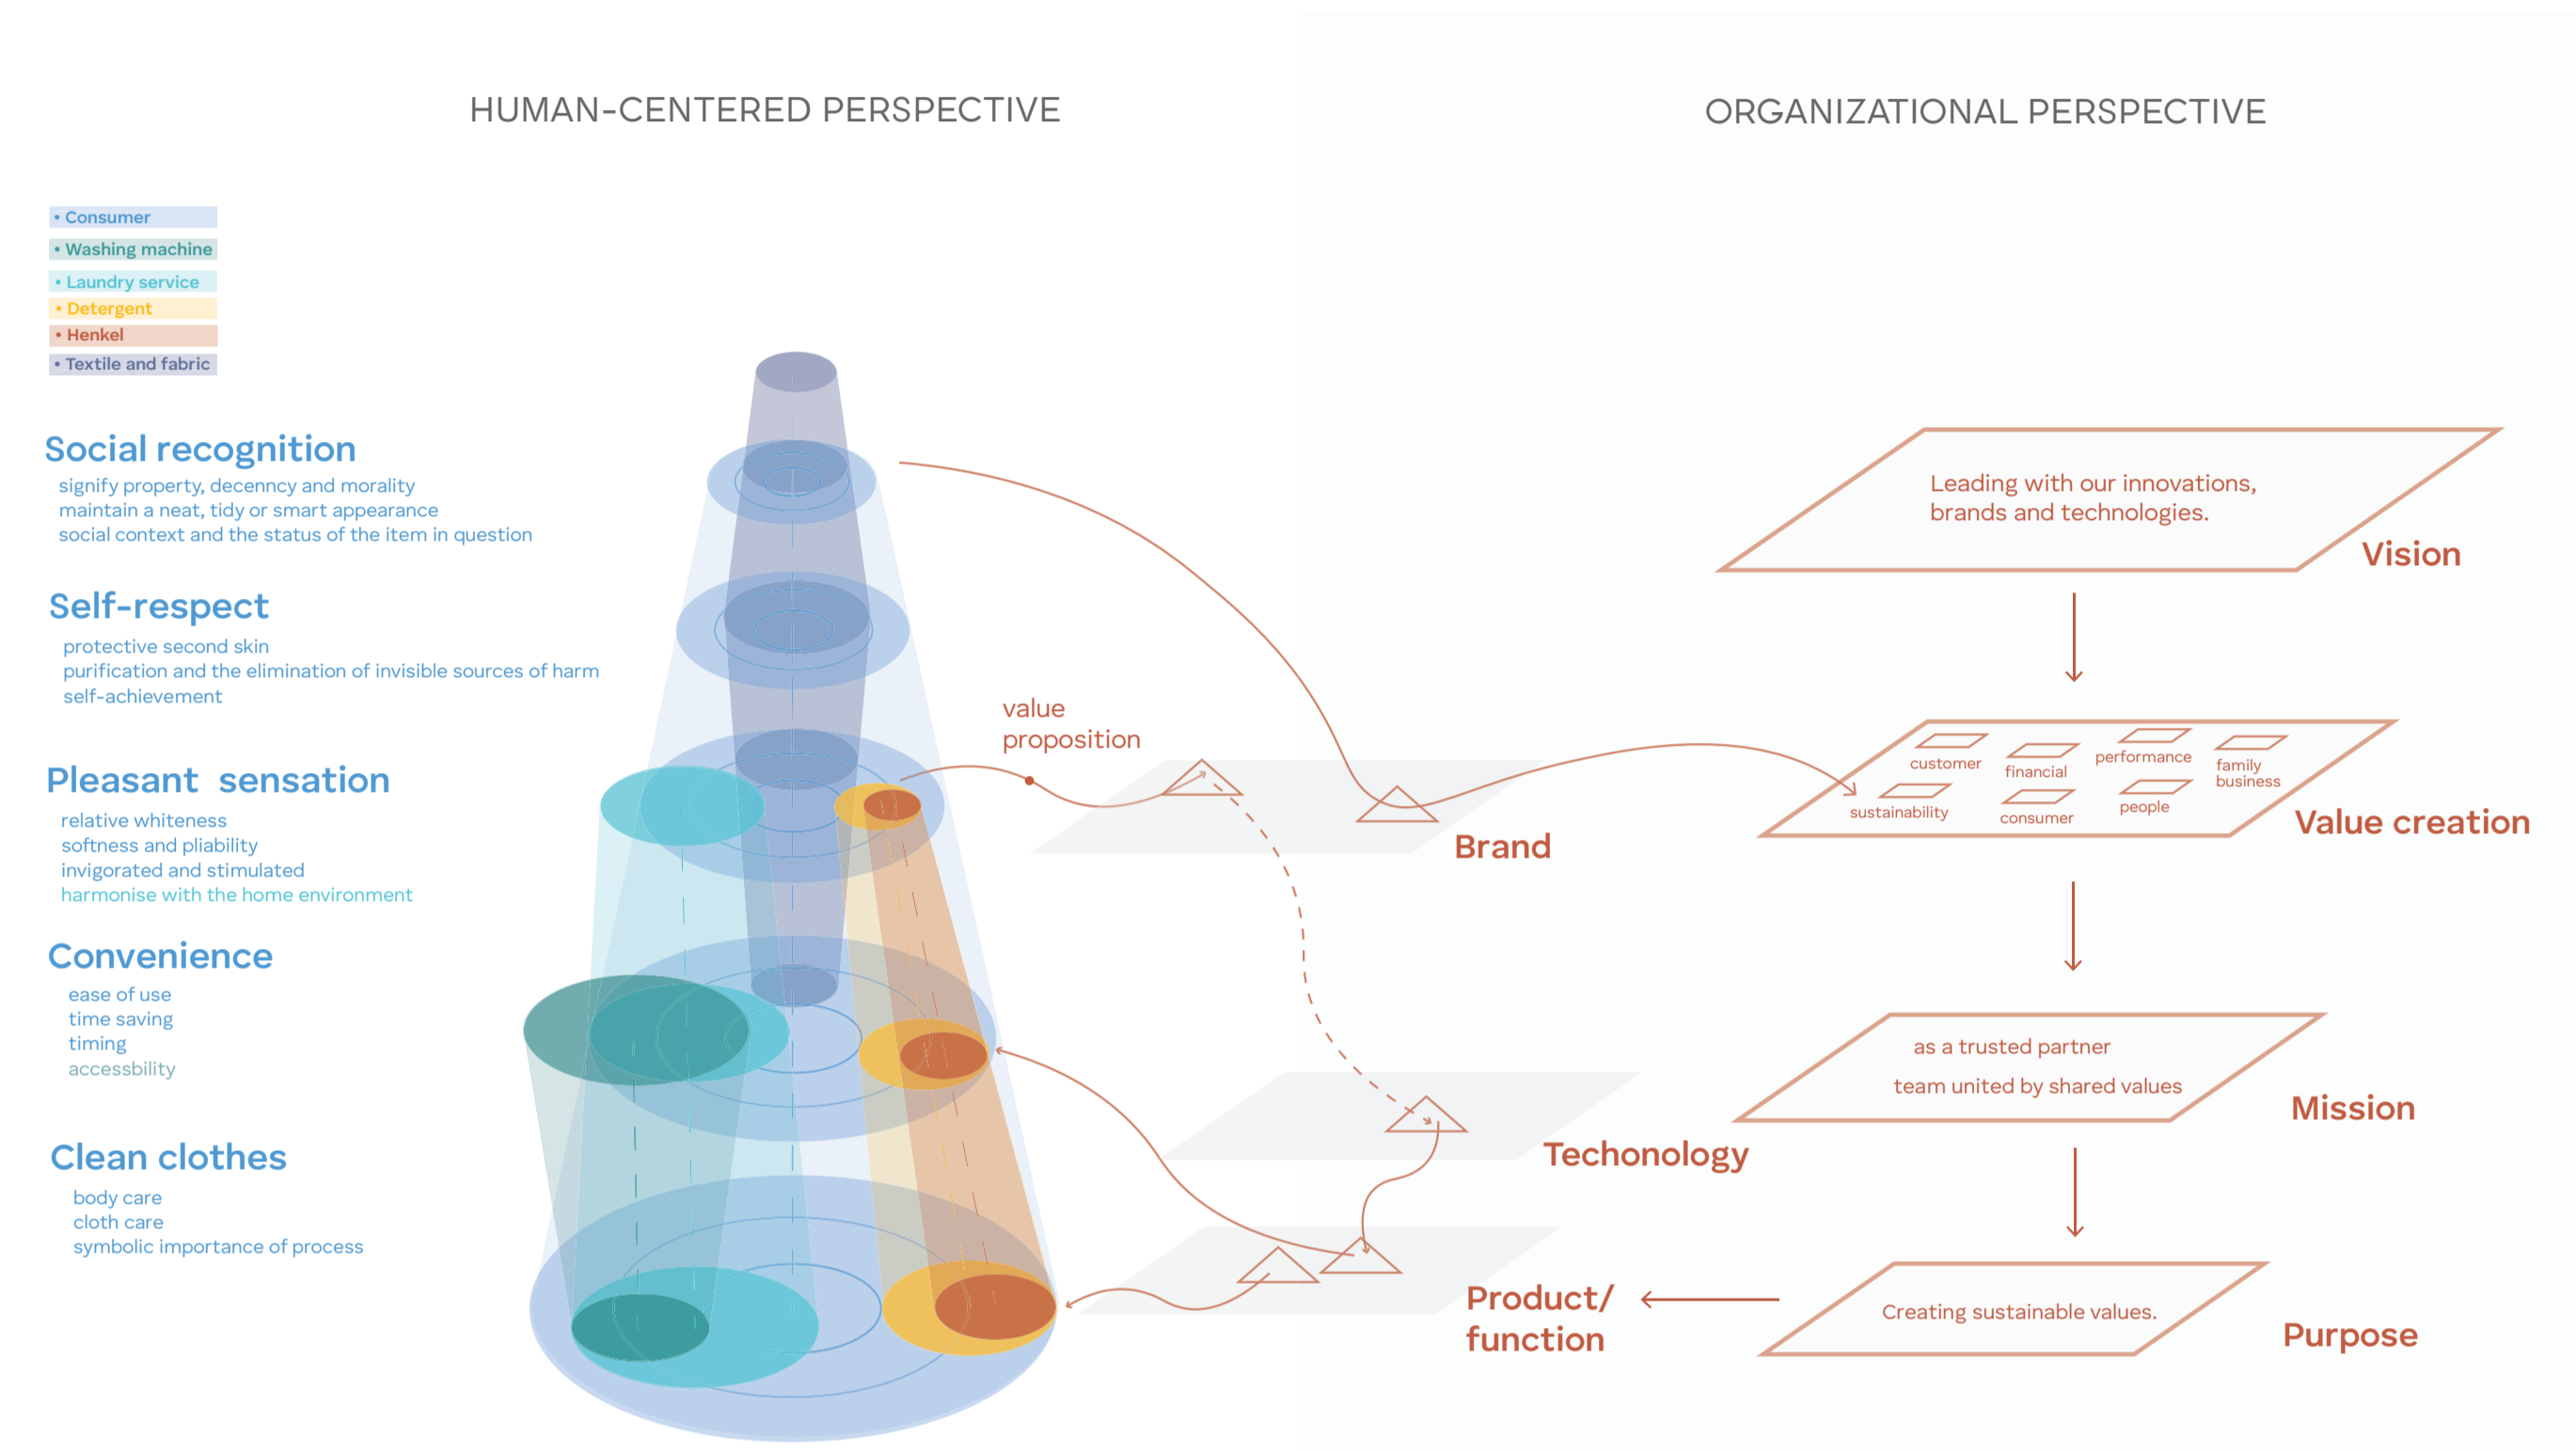 HUMAN-CENTERED PERSPECTIVE
ORGANIZATIONAL PERSPECTIVE
• Consumer
• Washing machine
• Laundry service
• Detergent
• Henkel
• Textile and fabric
Social recognition
signify property, decenncy and morality
maintain a neat, tidy or smart appearance
social context and the status of the item in question
Self-respect
protective second skin
purification and the elimination of invisible sources of harm
self-achievement
Pleasant sensation
relative whiteness
softness and pliability
invigorated and stimulated
harmonise with the home environment
Convenience
ease of use
time saving
timing
accessbility
Clean clothes
body care
cloth care
symbolic importance of process
value
proposition
Brand
Techonology
Product/
function
Leading with our innovations,
brands and technologies.
Vision
customer
financial
performance
family
business
sustainability
consumer
people
Value creation
as a trusted partner
team united by shared values
Mission
Creating sustainable values.
Purpose